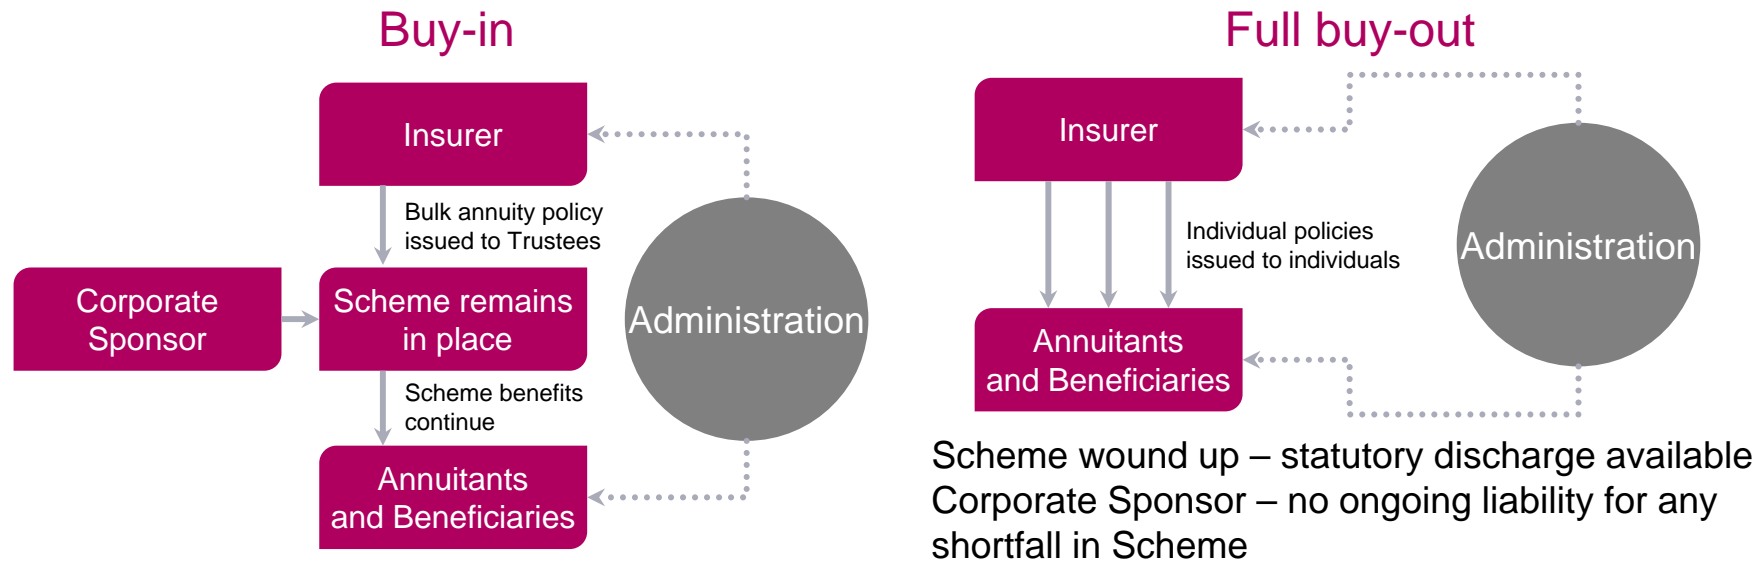 Buy-in
Insurer
Bulk annuity policy
issued to Trustees
Corporate
Sponsor
Scheme remains
in place
Administration
Scheme benefits
continue
Annuitants
and Beneficiaries
Full buy-out
Insurer
Individual policies
issued to individuals
Administration
Annuitants
and Beneficiaries
Scheme wound up – statutory discharge available
Corporate Sponsor – no ongoing liability for any
shortfall in Scheme